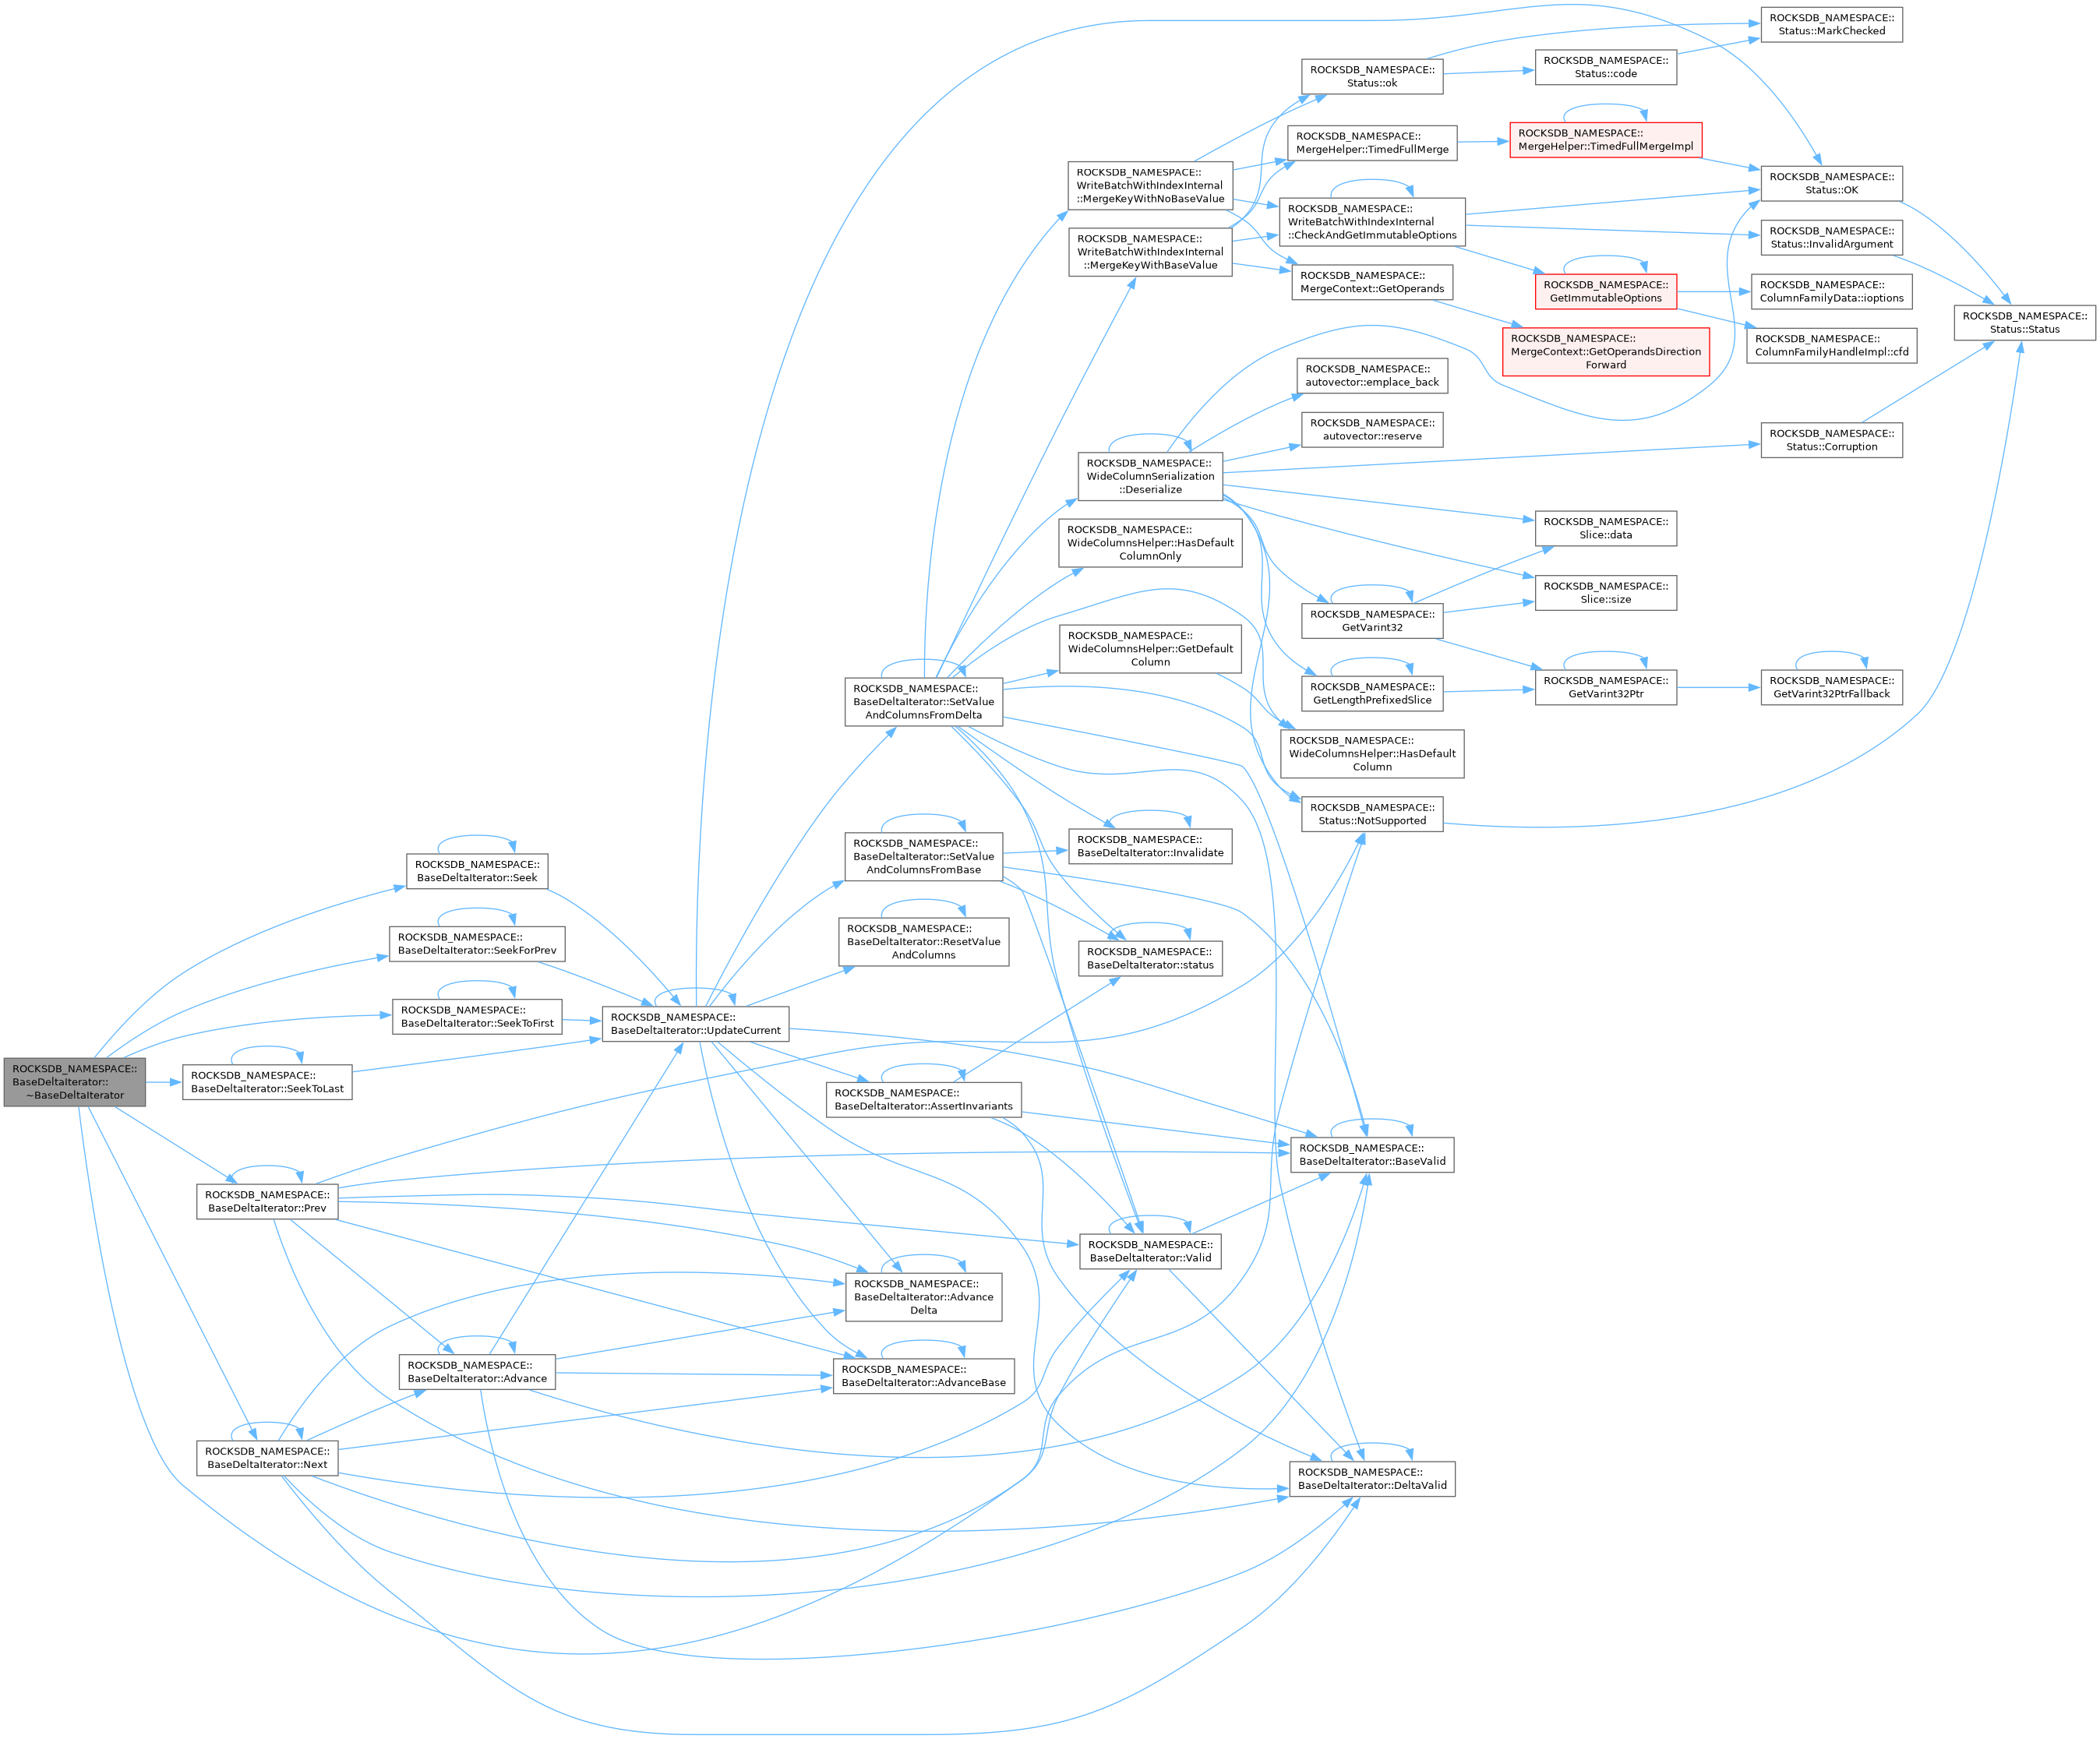 ROCKSDB_NAMESPACE::
BaseDeltaIterator::
~BaseDeltaIterator
ROCKSDB_NAMESPACE::
BaseDeltaIterator::Seek
ROCKSDB_NAMESPACE::
BaseDeltaIterator::SeekForPrev
ROCKSDB_NAMESPACE::
BaseDeltaIterator::SeekToFirst
ROCKSDB_NAMESPACE::
BaseDeltaIterator::SeekToLast
ROCKSDB_NAMESPACE::
BaseDeltaIterator::Prev
ROCKSDB_NAMESPACE::
BaseDeltaIterator::Next
ROCKSDB_NAMESPACE::
BaseDeltaIterator::Advance
ROCKSDB_NAMESPACE::
BaseDeltaIterator::UpdateCurrent
ROCKSDB_NAMESPACE::
BaseDeltaIterator::SetValue
AndColumnsFromDelta
ROCKSDB_NAMESPACE::
BaseDeltaIterator::SetValue
AndColumnsFromBase
ROCKSDB_NAMESPACE::
BaseDeltaIterator::ResetValue
AndColumns
ROCKSDB_NAMESPACE::
BaseDeltaIterator::AssertInvariants
ROCKSDB_NAMESPACE::
BaseDeltaIterator::Advance
Delta
ROCKSDB_NAMESPACE::
BaseDeltaIterator::AdvanceBase
ROCKSDB_NAMESPACE::
WriteBatchWithIndexInternal
::MergeKeyWithNoBaseValue
ROCKSDB_NAMESPACE::
WriteBatchWithIndexInternal
::MergeKeyWithBaseValue
ROCKSDB_NAMESPACE::
WideColumnSerialization
::Deserialize
ROCKSDB_NAMESPACE::
WideColumnsHelper::HasDefault
ColumnOnly
ROCKSDB_NAMESPACE::
WideColumnsHelper::GetDefault
Column
ROCKSDB_NAMESPACE::
BaseDeltaIterator::Invalidate
ROCKSDB_NAMESPACE::
BaseDeltaIterator::status
ROCKSDB_NAMESPACE::
BaseDeltaIterator::Valid
ROCKSDB_NAMESPACE::
Status::ok
ROCKSDB_NAMESPACE::
MergeHelper::TimedFullMerge
ROCKSDB_NAMESPACE::
WriteBatchWithIndexInternal
::CheckAndGetImmutableOptions
ROCKSDB_NAMESPACE::
MergeContext::GetOperands
ROCKSDB_NAMESPACE::
autovector::emplace_back
ROCKSDB_NAMESPACE::
autovector::reserve
ROCKSDB_NAMESPACE::
GetVarint32
ROCKSDB_NAMESPACE::
GetLengthPrefixedSlice
ROCKSDB_NAMESPACE::
WideColumnsHelper::HasDefault
Column
ROCKSDB_NAMESPACE::
Status::NotSupported
ROCKSDB_NAMESPACE::
BaseDeltaIterator::BaseValid
ROCKSDB_NAMESPACE::
BaseDeltaIterator::DeltaValid
ROCKSDB_NAMESPACE::
Status::code
ROCKSDB_NAMESPACE::
MergeHelper::TimedFullMergeImpl
ROCKSDB_NAMESPACE::
GetImmutableOptions
ROCKSDB_NAMESPACE::
MergeContext::GetOperandsDirection
Forward
ROCKSDB_NAMESPACE::
Slice::data
ROCKSDB_NAMESPACE::
Slice::size
ROCKSDB_NAMESPACE::
GetVarint32Ptr
ROCKSDB_NAMESPACE::
Status::MarkChecked
ROCKSDB_NAMESPACE::
Status::OK
ROCKSDB_NAMESPACE::
Status::InvalidArgument
ROCKSDB_NAMESPACE::
ColumnFamilyData::ioptions
ROCKSDB_NAMESPACE::
ColumnFamilyHandleImpl::cfd
ROCKSDB_NAMESPACE::
Status::Corruption
ROCKSDB_NAMESPACE::
GetVarint32PtrFallback
ROCKSDB_NAMESPACE::
Status::Status